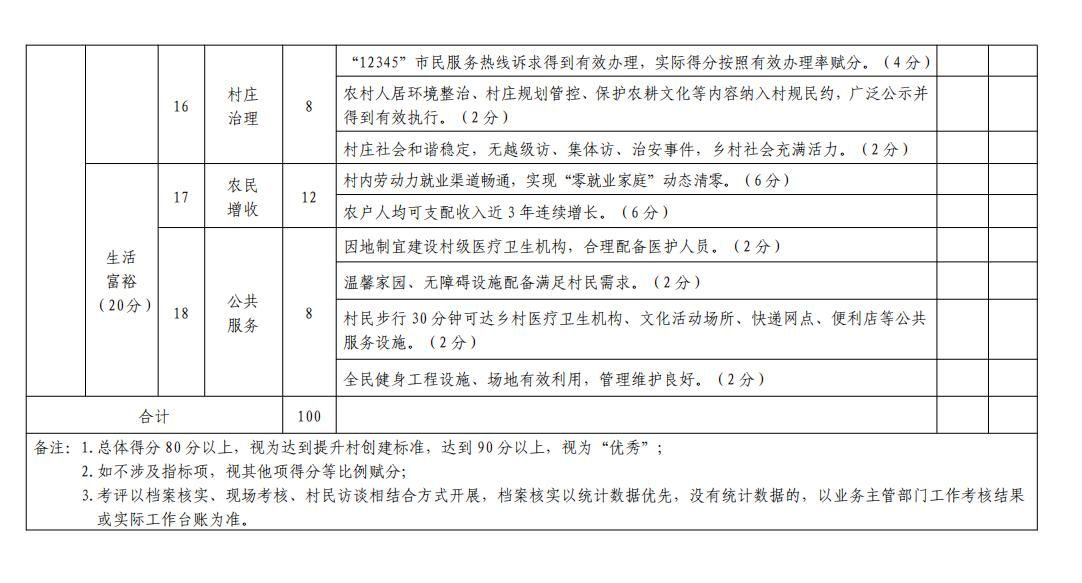 “12345”市民服务热线诉求得到有效办理，实际得分按照有效办理率赋分。（4分）
16
村庄
治理
8
农村人居环境整治、村庄规划管控、保护农耕文化等内容纳入村规民约，广泛公示并
得到有效执行。（2分）
村庄社会和谐稳定，无越级访、集体访、治安事件，乡村社会充满活力。（2分）
生活
富裕
（20分）
17
农民
增收
12
村内劳动力就业渠道畅通，实现“零就业家庭”动态清零。（6分）
农户人均可支配收入近3年连续增长。（6分）
18
公共
服务
8
因地制宜建设村级医疗卫生机构，合理配备医护人员。（2分）
温馨家园、无障碍设施配备满足村民需求。（2分）
村民步行30分钟可达乡村医疗卫生机构、文化活动场所、快递网点、便利店等公共
服务设施。（2分）
全民健身工程设施、场地有效利用，管理维护良好。（2分）
合计
100
备注：1.总体得分80分以上，视为达到提升村创建标准，达到90分以上，视为“优秀”；
2.如不涉及指标项，视其他项得分等比例赋分；
3.考评以档案核实、现场考核、村民访谈相结合方式开展，档案核实以统计数据优先，没有统计数据的，以业务主管部门工作考核结果
或实际工作台账为准。